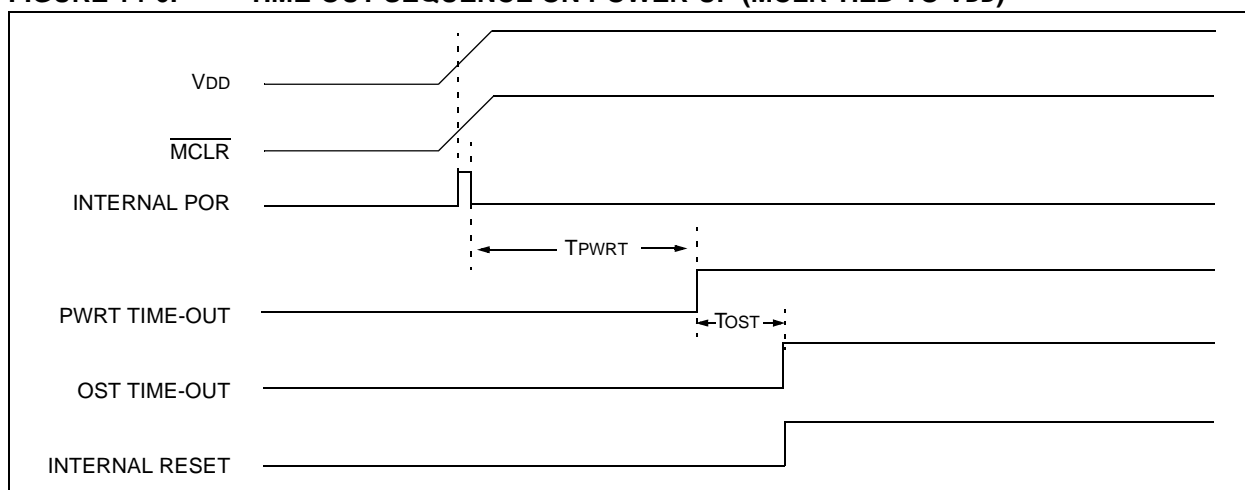 TIME-OUT SEQUENCE ON POWER-UP (MCLR TIED TO VDD)
VDD
MCLR
INTERNAL POR
TPWRT
PWRT TIME-OUT
TOST
OST TIME-OUT
INTERNAL RESET